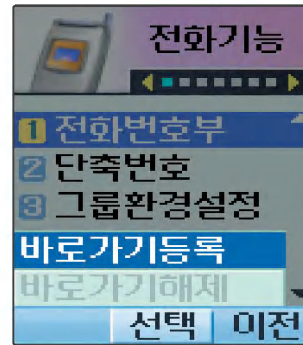 전화기능
1 전화번호부
2 단축번호
3 그룹환경설정
바로가기등록
바로가기해제
선택 이전